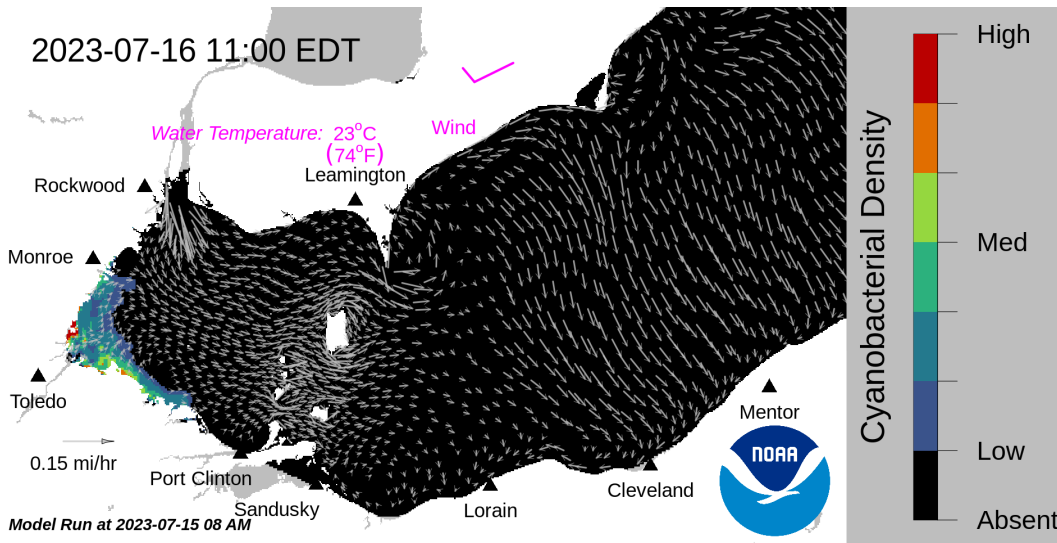 2023-07-16 11:00 EDT
High
Water Temperature: 23°C
(74°F)
Wind
Leamington
Rockwood
Monroe
Med
Cyanobacterial Density
Toledo
Mentor
0.15 mi/hr
NOAA
Low
Port Clinton
Cleveland
Sandusky
Lorain
Model Run at 2023-07-15 08 AM
Absent